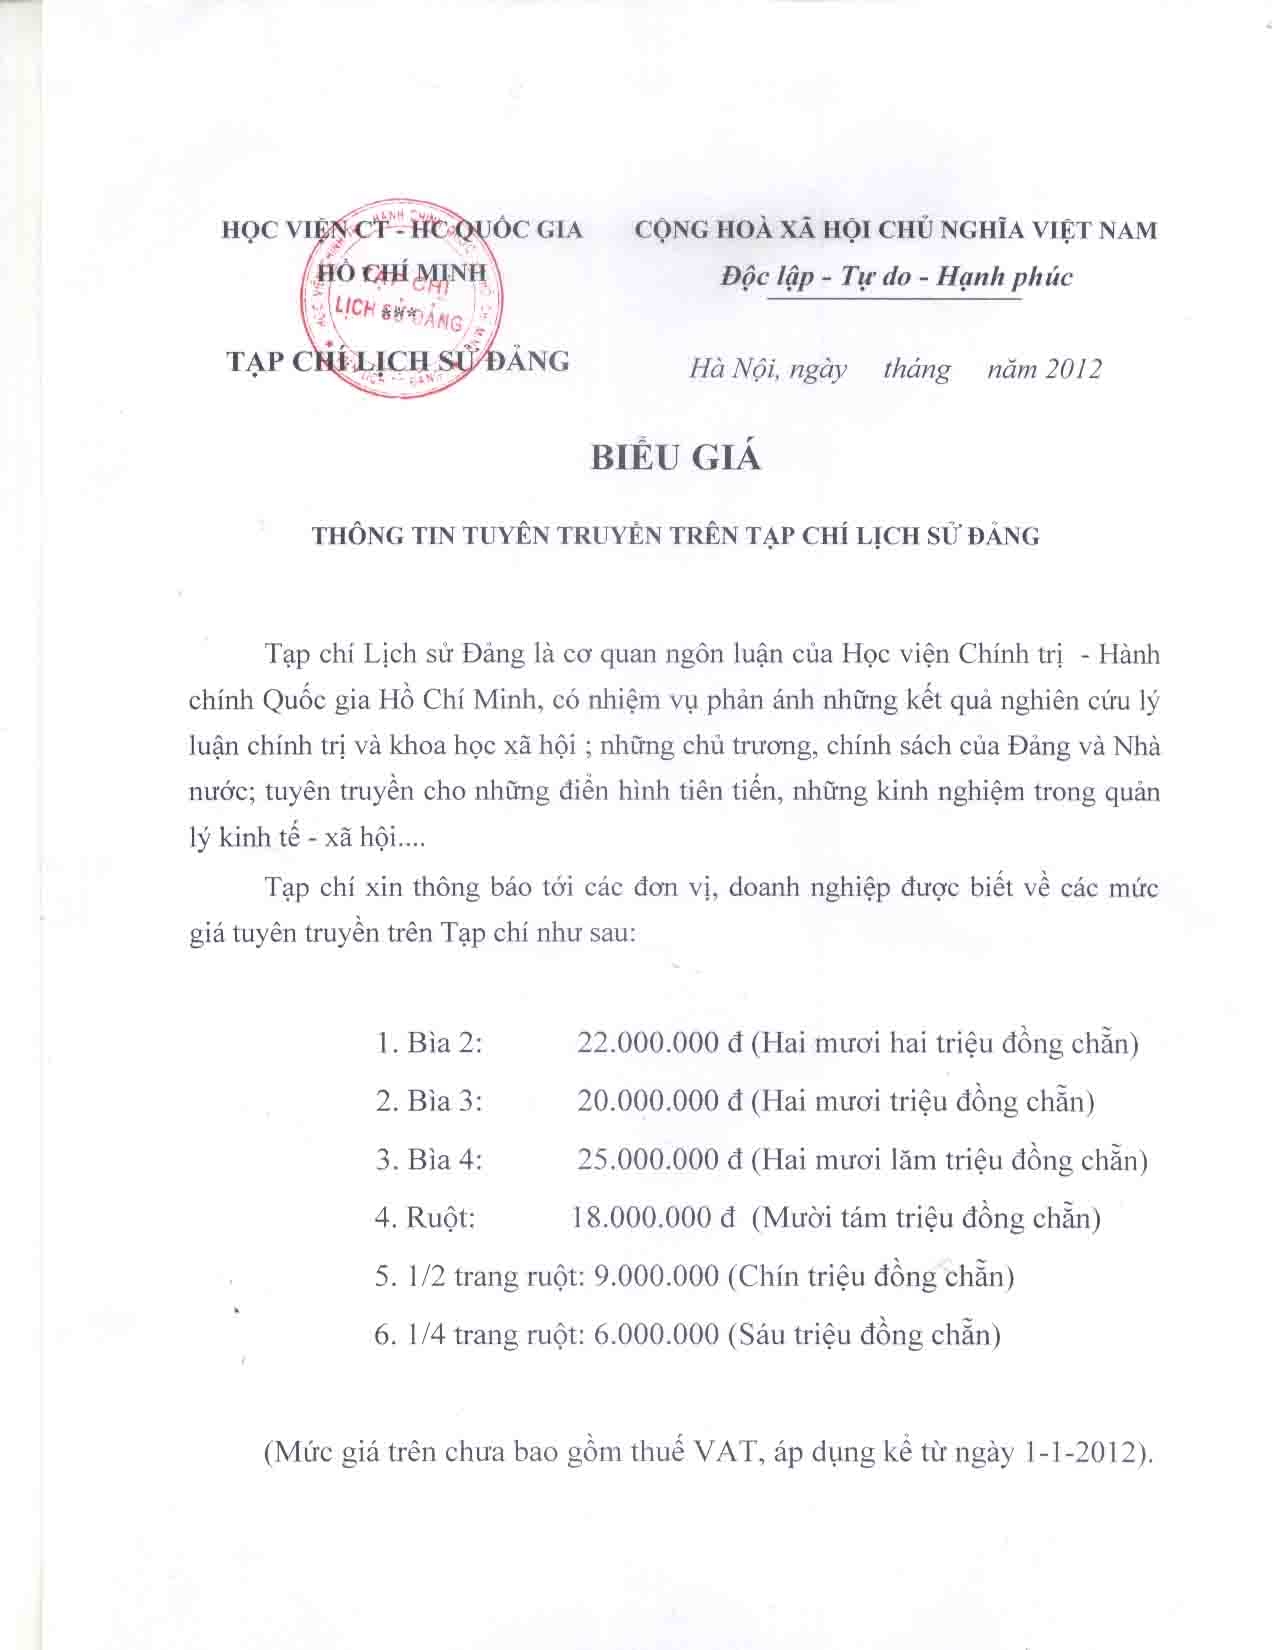 HỌC VIỆN CT - HC QUỐC GIA
HỒ CHÍ MINH
***
TẠP CHÍ LỊCH SỬ ĐẢNG
TẠP CHÍ
LỊCH SỬ ĐẢNG
CỘNG HOÀ XÃ HỘI CHỦ NGHĨA VIỆT NAM
Độc lập - Tự do - Hạnh phúc
Hà Nội, ngày tháng năm 2012
BIỂU GIÁ
THÔNG TIN TUYÊN TRUYỀN TRÊN TẠP CHÍ LỊCH SỬ ĐẢNG
Tạp chí Lịch sử Đảng là cơ quan ngôn luận của Học viện Chính trị - Hành
chính Quốc gia Hồ Chí Minh, có nhiệm vụ phản ánh những kết quả nghiên cứu lý
luận chính trị và khoa học xã hội ; những chủ trương, chính sách của Đảng và Nhà
nước; tuyên truyền cho những điển hình tiên tiến, những kinh nghiệm trong quản
lý kinh tế - xã hội....
Tạp chí xin thông báo tới các đơn vị, doanh nghiệp được biết về các mức
giá tuyên truyền trên Tạp chí như sau:
1. Bìa 2: 22.000.000 đ (Hai mươi hai triệu đồng chẵn)
2. Bìa 3: 20.000.000 đ (Hai mươi triệu đồng chẵn)
3. Bìa 4: 25.000.000 đ (Hai mươi lăm triệu đồng chẵn)
4. Ruột: 18.000.000 đ (Mười tám triệu đồng chẵn)
5. 1/2 trang ruột: 9.000.000 (Chín triệu đồng chẵn)
6. 1/4 trang ruột: 6.000.000 (Sáu triệu đồng chẵn)
(Mức giá trên chưa bao gồm thuế VAT, áp dụng kể từ ngày 1-1-2012).